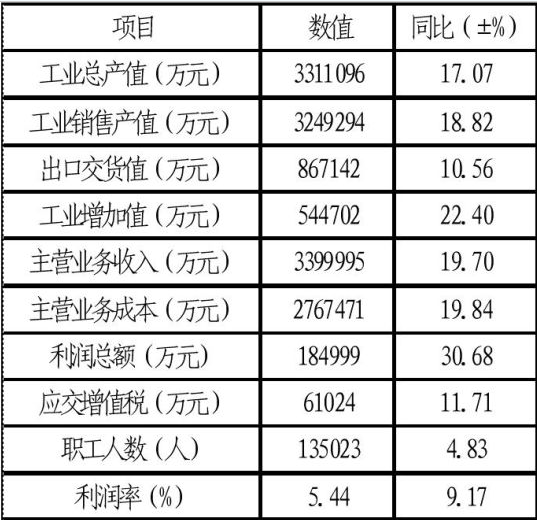 项目 数值 同比(±%)
工业总产值(万元) 3311096 17.07
工业销售产值(万元) 3249294 18.82
出口交货值(万元) 867142 10.56
工业增加值(万元) 544702 22.40
主营业务收入(万元) 3399995 19.70
主营业务成本(万元) 2767471 19.84
利润总额(万元) 184999 30.68
应交增值税(万元) 61024 11.71
职工人数(人) 135023 4.83
利润率(%) 5.44 9.17